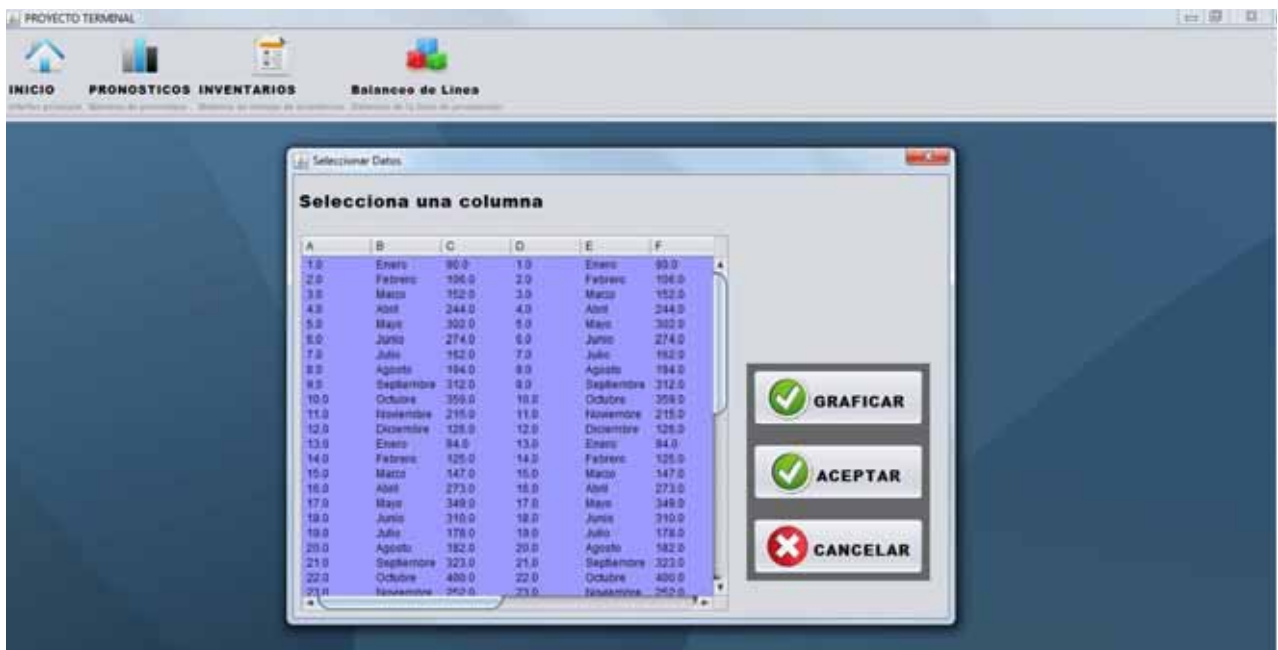 PROYECTO TERMINAL
INICIO PRONOSTICOS INVENTARIOS Balanceo de Linea
Seleccionar Datos
Selecciona una columna
A B C D E F
1.0 Enero 1.0 Enero
2.0 Febrero 106.0 2.0 Febrero 106.0
3.0 Marzo 152.0 3.0 Marzo 152.0
4.0 Abril 244.0 4.0 Abril 244.0
5.0 Mayo 302.0 5.0 Mayo 302.0
6.0 Junio 274.0 6.0 Junio 274.0
7.0 Julio 162.0 7.0 Julio 162.0
8.0 Agosto 194.0 8.0 Agosto 194.0
9.0 Septiembre 312.0 9.0 Septiembre 312.0
10.0 Octubre 359.0 10.0 Octubre 359.0
11.0 Noviembre 215.0 11.0 Noviembre 215.0
12.0 Diciembre 126.0 12.0 Diciembre 126.0
13.0 Enero 94.0 13.0 Enero 94.0
14.0 Febrero 125.0 14.0 Febrero 125.0
15.0 Marzo 147.0 15.0 Marzo 147.0
16.0 Abril 273.0 16.0 Abril 273.0
17.0 Mayo 349.0 17.0 Mayo 349.0
18.0 Junio 310.0 18.0 Junio 310.0
19.0 Julio 178.0 19.0 Julio 178.0
20.0 Agosto 182.0 20.0 Agosto 182.0
21.0 Septiembre 323.0 21.0 Septiembre 323.0
22.0 Octubre 400.0 22.0 Octubre 400.0
23.0 Noviembre 252.0 23.0 Noviembre 252.0
GRAFICAR
ACEPTAR
CANCELAR